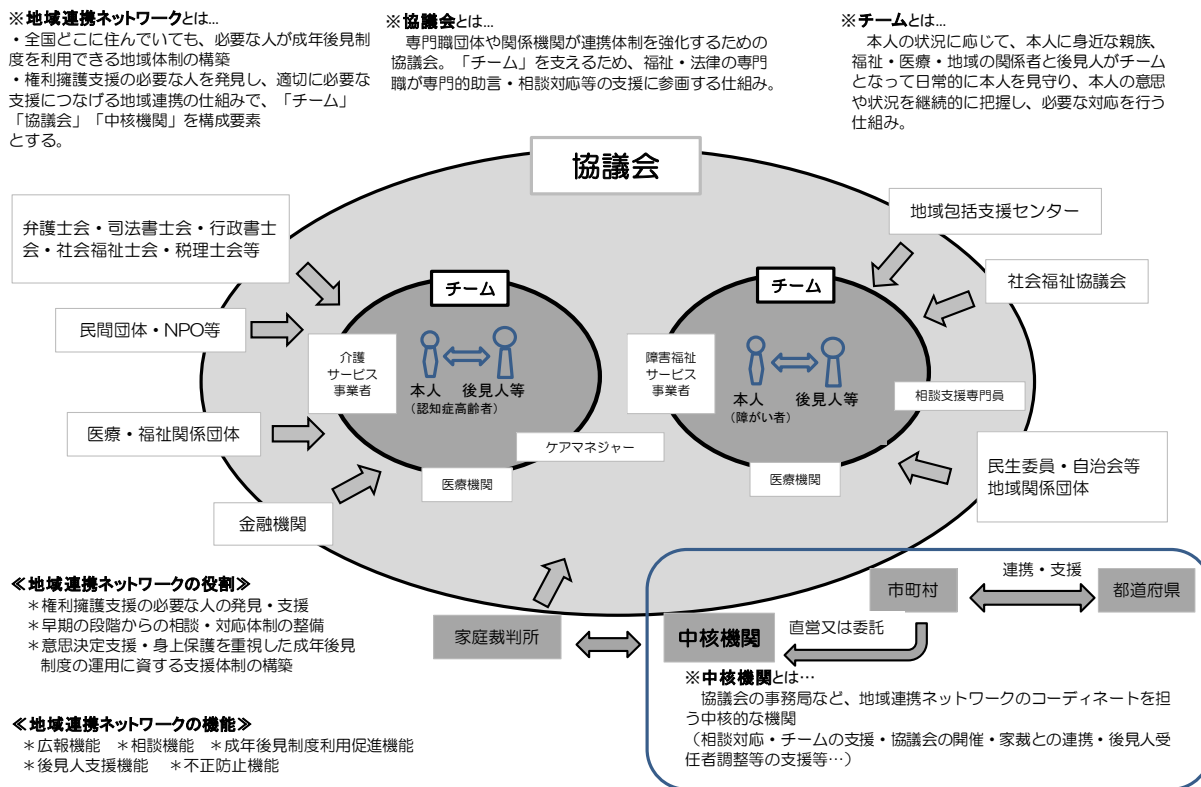 ※地域連携ネットワークとは…
・全国どこに住んでいても、必要な人が成年後見制
度を利用できる地域体制の構築
・権利擁護支援の必要な人を発見し、適切に必要な
支援につなげる地域連携の仕組みで、「チーム」
「協議会」「中核機関」を構成要素
とする。
※協議会とは…
専門職団体や関係機関が連携体制を強化するための
協議会。「チーム」を支えるため、福祉・法律の専門
職が専門的助言・相談対応等の支援に参画する仕組み。
※チームとは…
本人の状況に応じて、本人に身近な親族、
福祉・医療・地域の関係者と後見人がチーム
となって日常的に本人を見守り、本人の意思
や状況を継続的に把握し、必要な対応を行う
仕組み。
協議会
弁護士会・司法書士会・行政書士
会・社会福祉士会・税理士会等
民間団体・NPO等
医療・福祉関係団体
金融機関
チーム
介護
サービス
事業者
本人 後見人等
(認知症高齢者)
ケアマネジャー
医療機関
チーム
障害福祉
サービス
事業者
本人 後見人等
(障がい者)
相談支援専門員
医療機関
地域包括支援センター
社会福祉協議会
民生委員・自治会等
地域関係団体
≪地域連携ネットワークの役割≫
＊権利擁護支援の必要な人の発見・支援
＊早期の段階からの相談・対応体制の整備
＊意思決定支援・身上保護を重視した成年後見
制度の運用に資する支援体制の構築
≪地域連携ネットワークの機能≫
＊広報機能 ＊相談機能 ＊成年後見制度利用促進機能
＊後見人支援機能 ＊不正防止機能
家庭裁判所
中核機関
市町村
連携・支援
都道府県
直営又は委託
※中核機関とは…
協議会の事務局など、地域連携ネットワークのコーディネートを担
う中核的な機関
（相談対応・チームの支援・協議会の開催・家裁との連携・後見人受
任者調整等の支援等…）